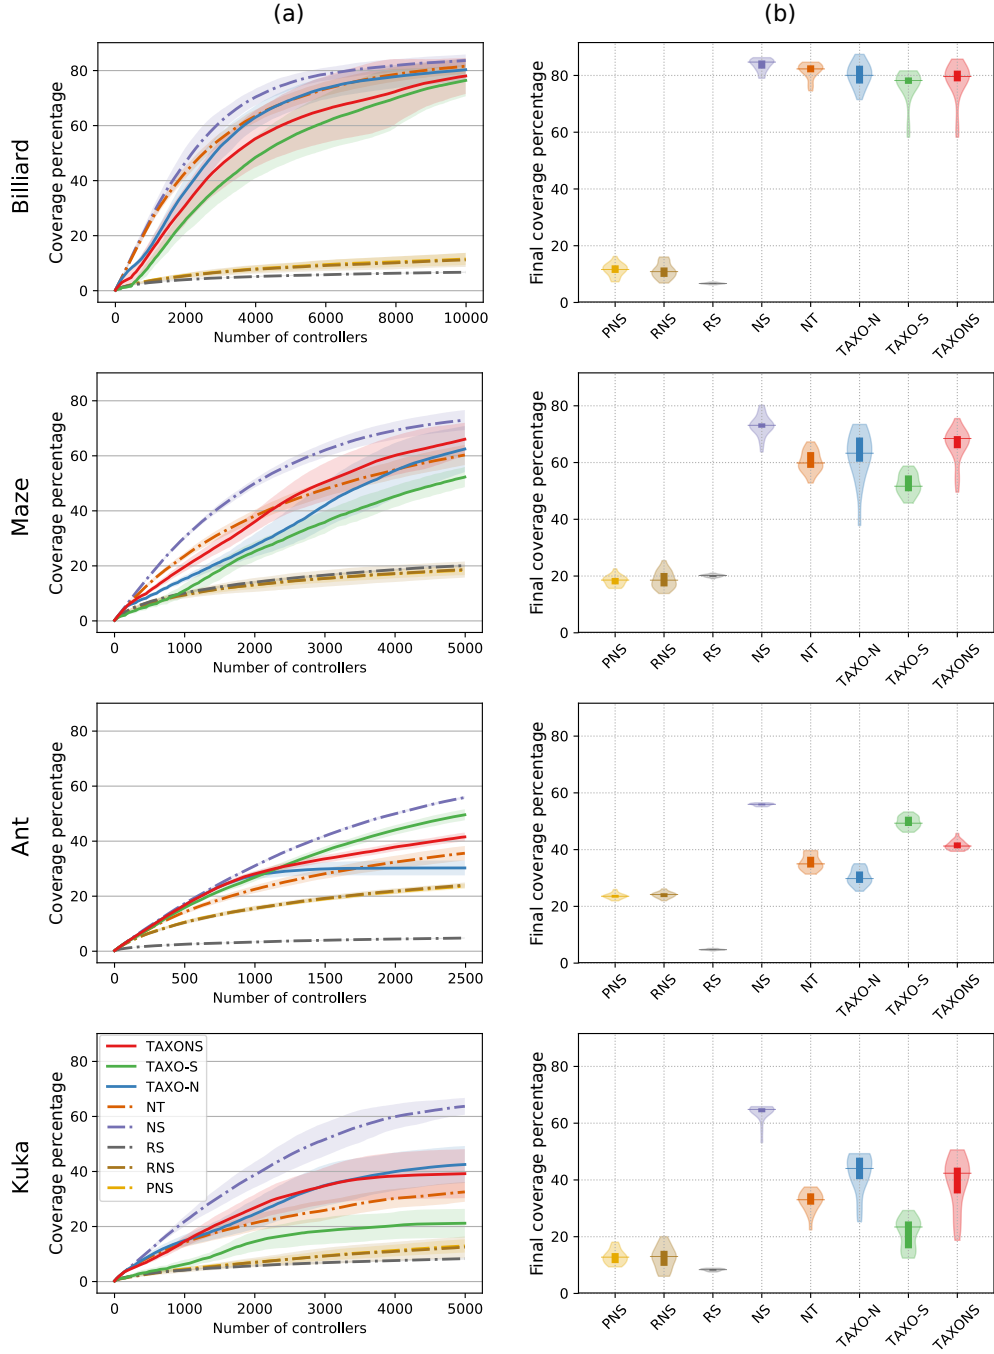 (a)
(b)
Billiard
Coverage percentage
80
60
40
20
0
0 2000 4000 6000 8000 10000
Number of controllers
Final coverage percentage
80
60
40
20
0
PNS RNS RS NS NT TAXO-N TAXO-S TAXONS
Maze
Coverage percentage
80
60
40
20
0
0 1000 2000 3000 4000 5000
Number of controllers
Final coverage percentage
80
60
40
20
0
PNS RNS RS NS NT TAXO-N TAXO-S TAXONS
Ant
Coverage percentage
80
60
40
20
0
0 500 1000 1500 2000 2500
Number of controllers
Final coverage percentage
80
60
40
20
0
PNS RNS RS NS NT TAXO-N TAXO-S TAXONS
Kuka
Coverage percentage
80
60
40
20
0
TAXONS
TAXO-S
TAXO-N
NT
NS
RS
RNS
PNS
0 1000 2000 3000 4000 5000
Number of controllers
Final coverage percentage
80
60
40
20
0
PNS RNS RS NS NT TAXO-N TAXO-S TAXONS